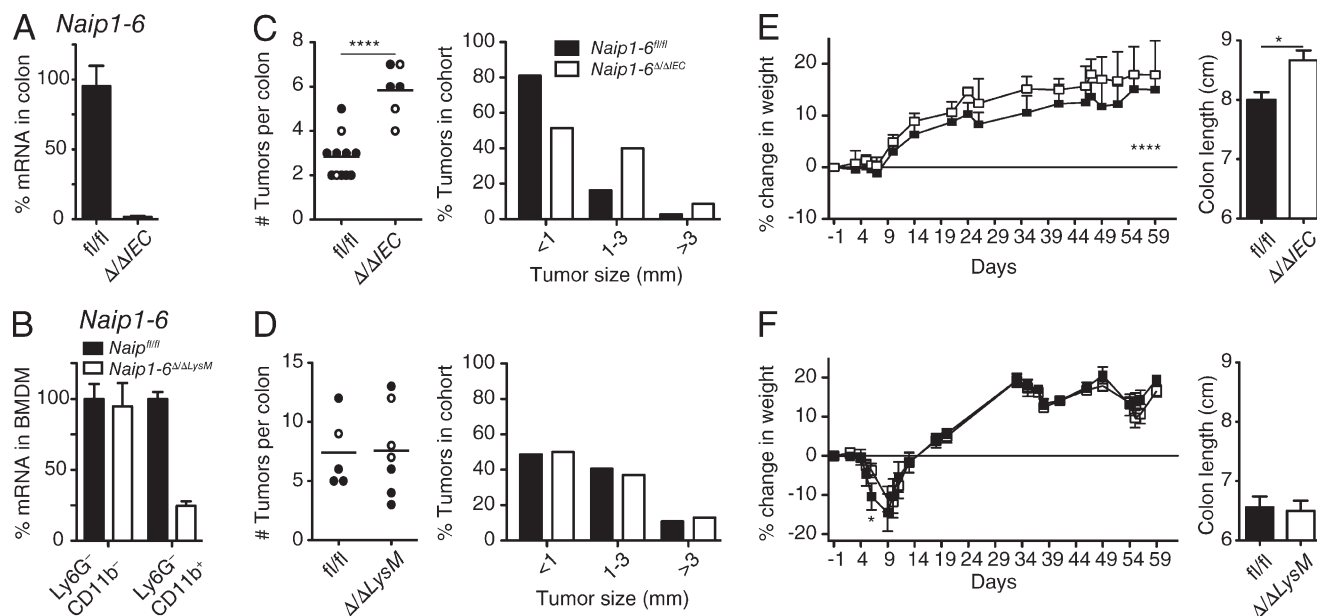 A
Naip1-6
% mRNA in colon
100
50
0
fl/fl
Δ/ΔIEC
C
# Tumors per colon
8
6
4
2
0
****
fl/fl
Δ/ΔIEC
% Tumors in cohort
100
80
60
40
20
0
Naip1-6fl/fl
Naip1-6Δ/ΔIEC
<1
1-3
>3
Tumor size (mm)
E
% change in weight
20
10
0
-10
****
-1 4 9 14 19 24 29 34 39 44 49 54 59
Days
Colon length (cm)
9
8
7
6
*
fl/fl
Δ/ΔIEC
B
Naip1-6
Naipfl/fl
Naip1-6Δ/ΔLysM
% mRNA in BMDM
100
50
0
Ly6G-
CD11b-
Ly6G-
CD11b+
D
# Tumors per colon
15
10
5
0
fl/fl
Δ/ΔLysM
% Tumors in cohort
100
80
60
40
20
0
<1
1-3
>3
Tumor size (mm)
F
% change in weight
20
10
0
-10
-20
*
-1 4 9 14 19 24 29 34 39 44 49 54 59
Days
Colon length (cm)
9
8
7
6
fl/fl
Δ/ΔLysM